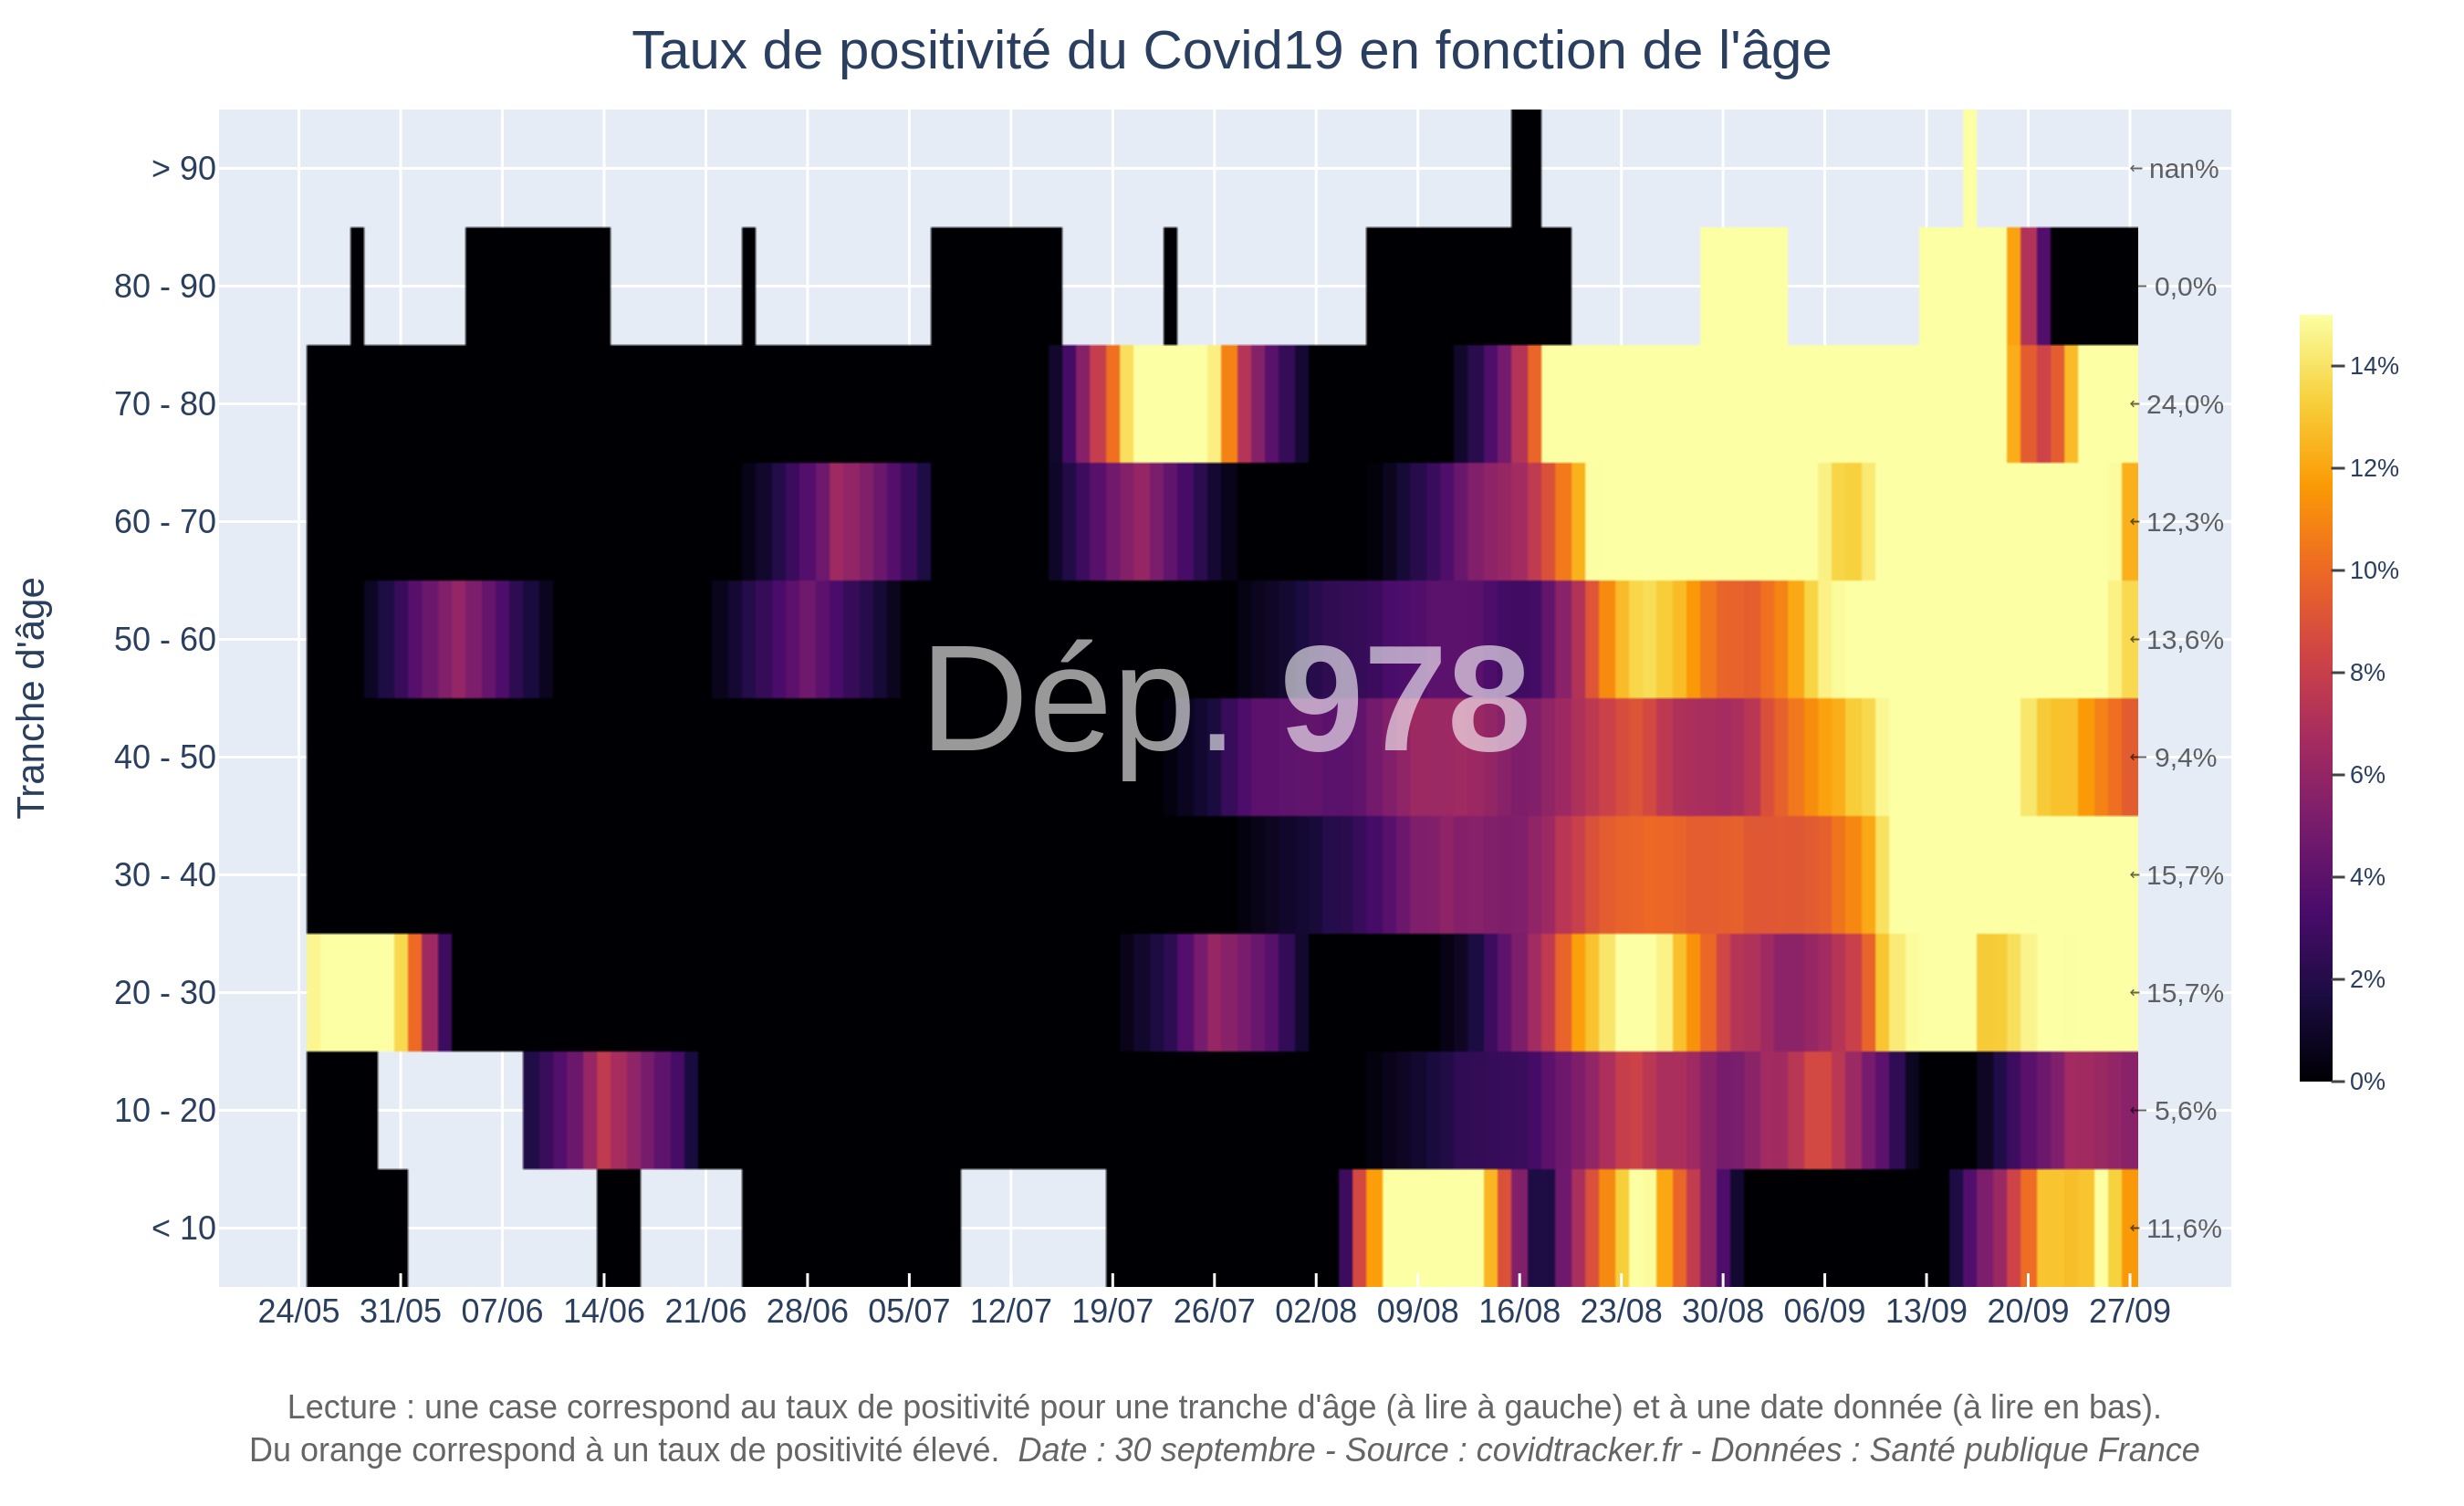 Taux de positivité du Covid19 en fonction de l'âge
Tranche d'âge
> 90
80 - 90
70 - 80
60 - 70
50 - 60
40 - 50
30 - 40
20 - 30
10 - 20
< 10
Dép. 978
nan%
0,0%
24,0%
12,3%
13,6%
9,4%
15,7%
15,7%
5,6%
11,6%
14%
12%
10%
8%
6%
4%
2%
0%
24/05 31/05 07/06 14/06 21/06 28/06 05/07 12/07 19/07 26/07 02/08 09/08 16/08 23/08 30/08 06/09 13/09 20/09 27/09
Lecture : une case correspond au taux de positivité pour une tranche d'âge (à lire à gauche) et à une date donnée (à lire en bas).
Du orange correspond à un taux de positivité élevé. Date : 30 septembre - Source : covidtracker.fr - Données : Santé publique France